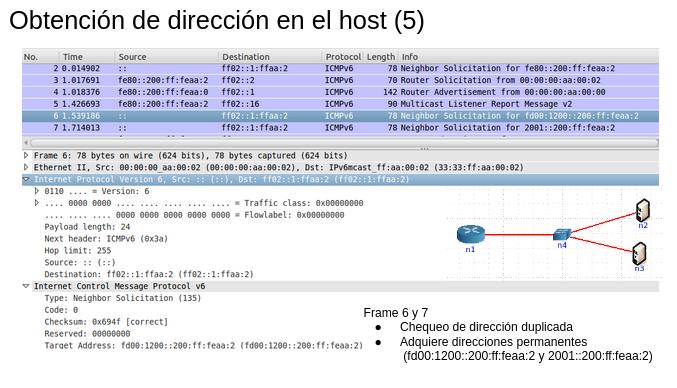 Obtención de dirección en el host (5)
No. Time Source Destination Protocol Length Info
2 0.014902 :: ff02::1:ffaa:2 ICMPv6 78 Neighbor Solicitation for fe80::200:ff:feaa:2
3 1.017691 fe80::200:ff:feaa:2 ff02::2 ICMPv6 70 Router Solicitation from 00:00:00:aa:00:02
4 1.018376 fe80::200:ff:feaa:0 ff02::1 ICMPv6 142 Router Advertisement from 00:00:00:aa:00:00
5 1.426693 :: ff02::16 ICMPv6 90 Multicast Listener Report Message v2
6 1.539186 :: ff02::1:ffaa:2 ICMPv6 78 Neighbor Solicitation for fd00:1200::200:ff:feaa:2
7 1.714013 :: ff02::1:ffaa:2 ICMPv6 78 Neighbor Solicitation for 2001::200:ff:feaa:2
Frame 6: 78 bytes on wire (624 bits), 78 bytes captured (624 bits)
Ethernet II, Src: 00:00:00_aa:00:02 (00:00:00:aa:00:02), Dst: IPv6mcast_ff:aa:00:02 (33:33:ff:aa:00:02)
Internet Protocol Version 6, Src: :: (::), Dst: ff02::1:ffaa:2 (ff02::1:ffaa:2)
0110 .... = Version: 6
.... 0000 0000 .... .... .... .... .... = Traffic class: 0x00000000
.... .... .... 0000 0000 0000 0000 0000 = Flowlabel: 0x00000000
Payload length: 24
Next header: ICMPv6 (0x3a)
Hop limit: 255
Source: :: (::)
Destination: ff02::1:ffaa:2 (ff02::1:ffaa:2)
Internet Control Message Protocol v6
Type: Neighbor Solicitation (135)
Code: 0
Checksum: 0x694f [correct]
Reserved: 00000000
Target Address: fd00:1200::200:ff:feaa:2 (fd00:1200::200:ff:feaa:2)
n1
n4
n2
n3
Frame 6 y 7
● Chequeo de dirección duplicada
● Adquiere direcciones permanentes
(fd00:1200::200:ff:feaa:2 y 2001::200:ff:feaa:2)